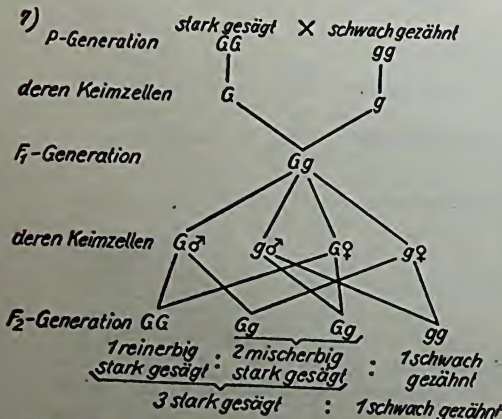 7)
stark gesägt X schwach gezähnt
P-Generation GG gg
deren Keimzellen G g
F1-Generation Gg
deren Keimzellen G♂ g♂ G♀ g♀
F2-Generation GG Gg Gg gg
1 reinerbig : 2 mischerbig : 1 schwach
stark gesägt stark gesägt gezähnt
3 stark gesägt : 1 schwach gezähnt